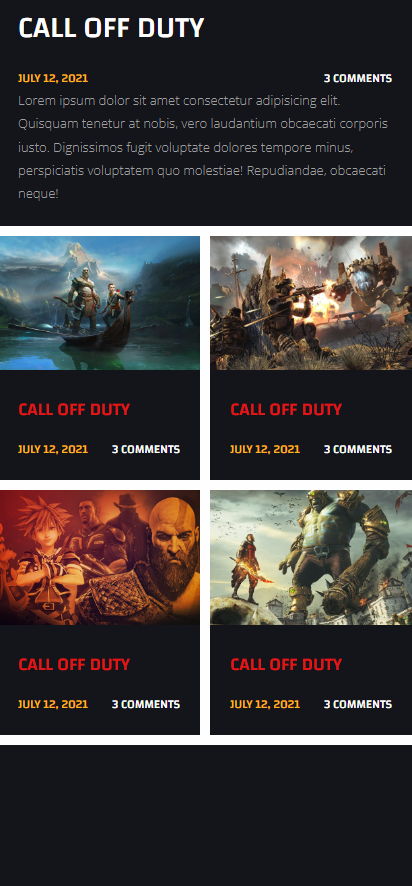 CALL OFF DUTY
JULY 12, 2021 3 COMMENTS
Lorem ipsum dolor sit amet consectetur adipisicing elit.
Quisquam tenetur at nobis, vero laudantium obcaecati corporis
iusto. Dignissimos fugit voluptate dolores tempore minus,
perspiciatis voluptatem quo molestiae! Repudiandae, obcaecati
neque!
CALL OFF DUTY
JULY 12, 2021 3 COMMENTS
CALL OFF DUTY
JULY 12, 2021 3 COMMENTS
CALL OFF DUTY
JULY 12, 2021 3 COMMENTS
CALL OFF DUTY
JULY 12, 2021 3 COMMENTS